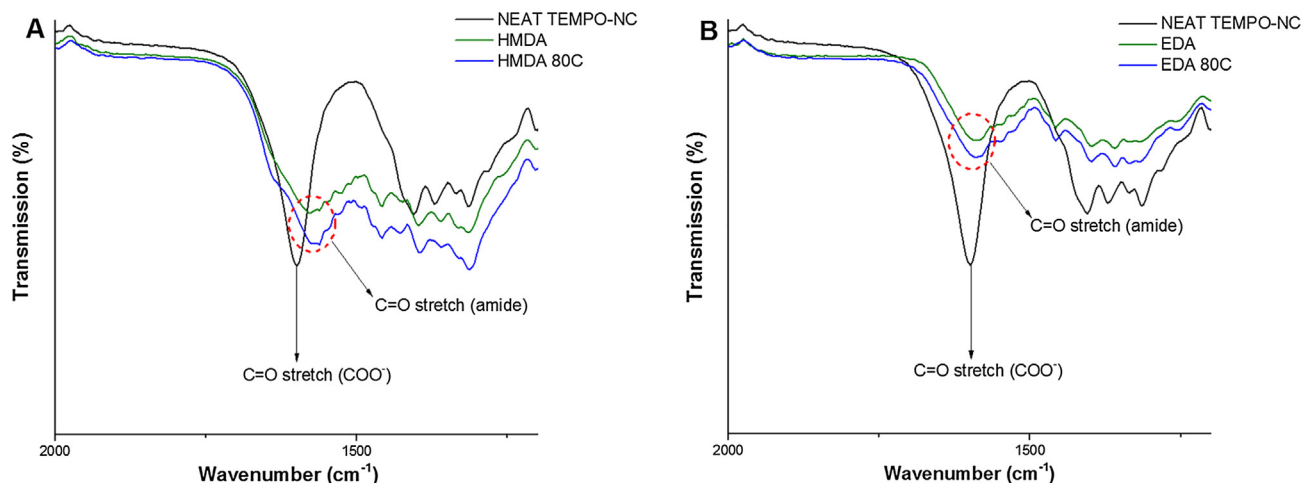 A
NEAT TEMPO-NC
HMDA
HMDA 80C
Transmission (%)
C=O stretch (amide)
C=O stretch (COO⁻)
2000
1500
Wavenumber (cm⁻¹)
B
NEAT TEMPO-NC
EDA
EDA 80C
Transmission (%)
C=O stretch (amide)
C=O stretch (COO⁻)
2000
1500
Wavenumber (cm⁻¹)